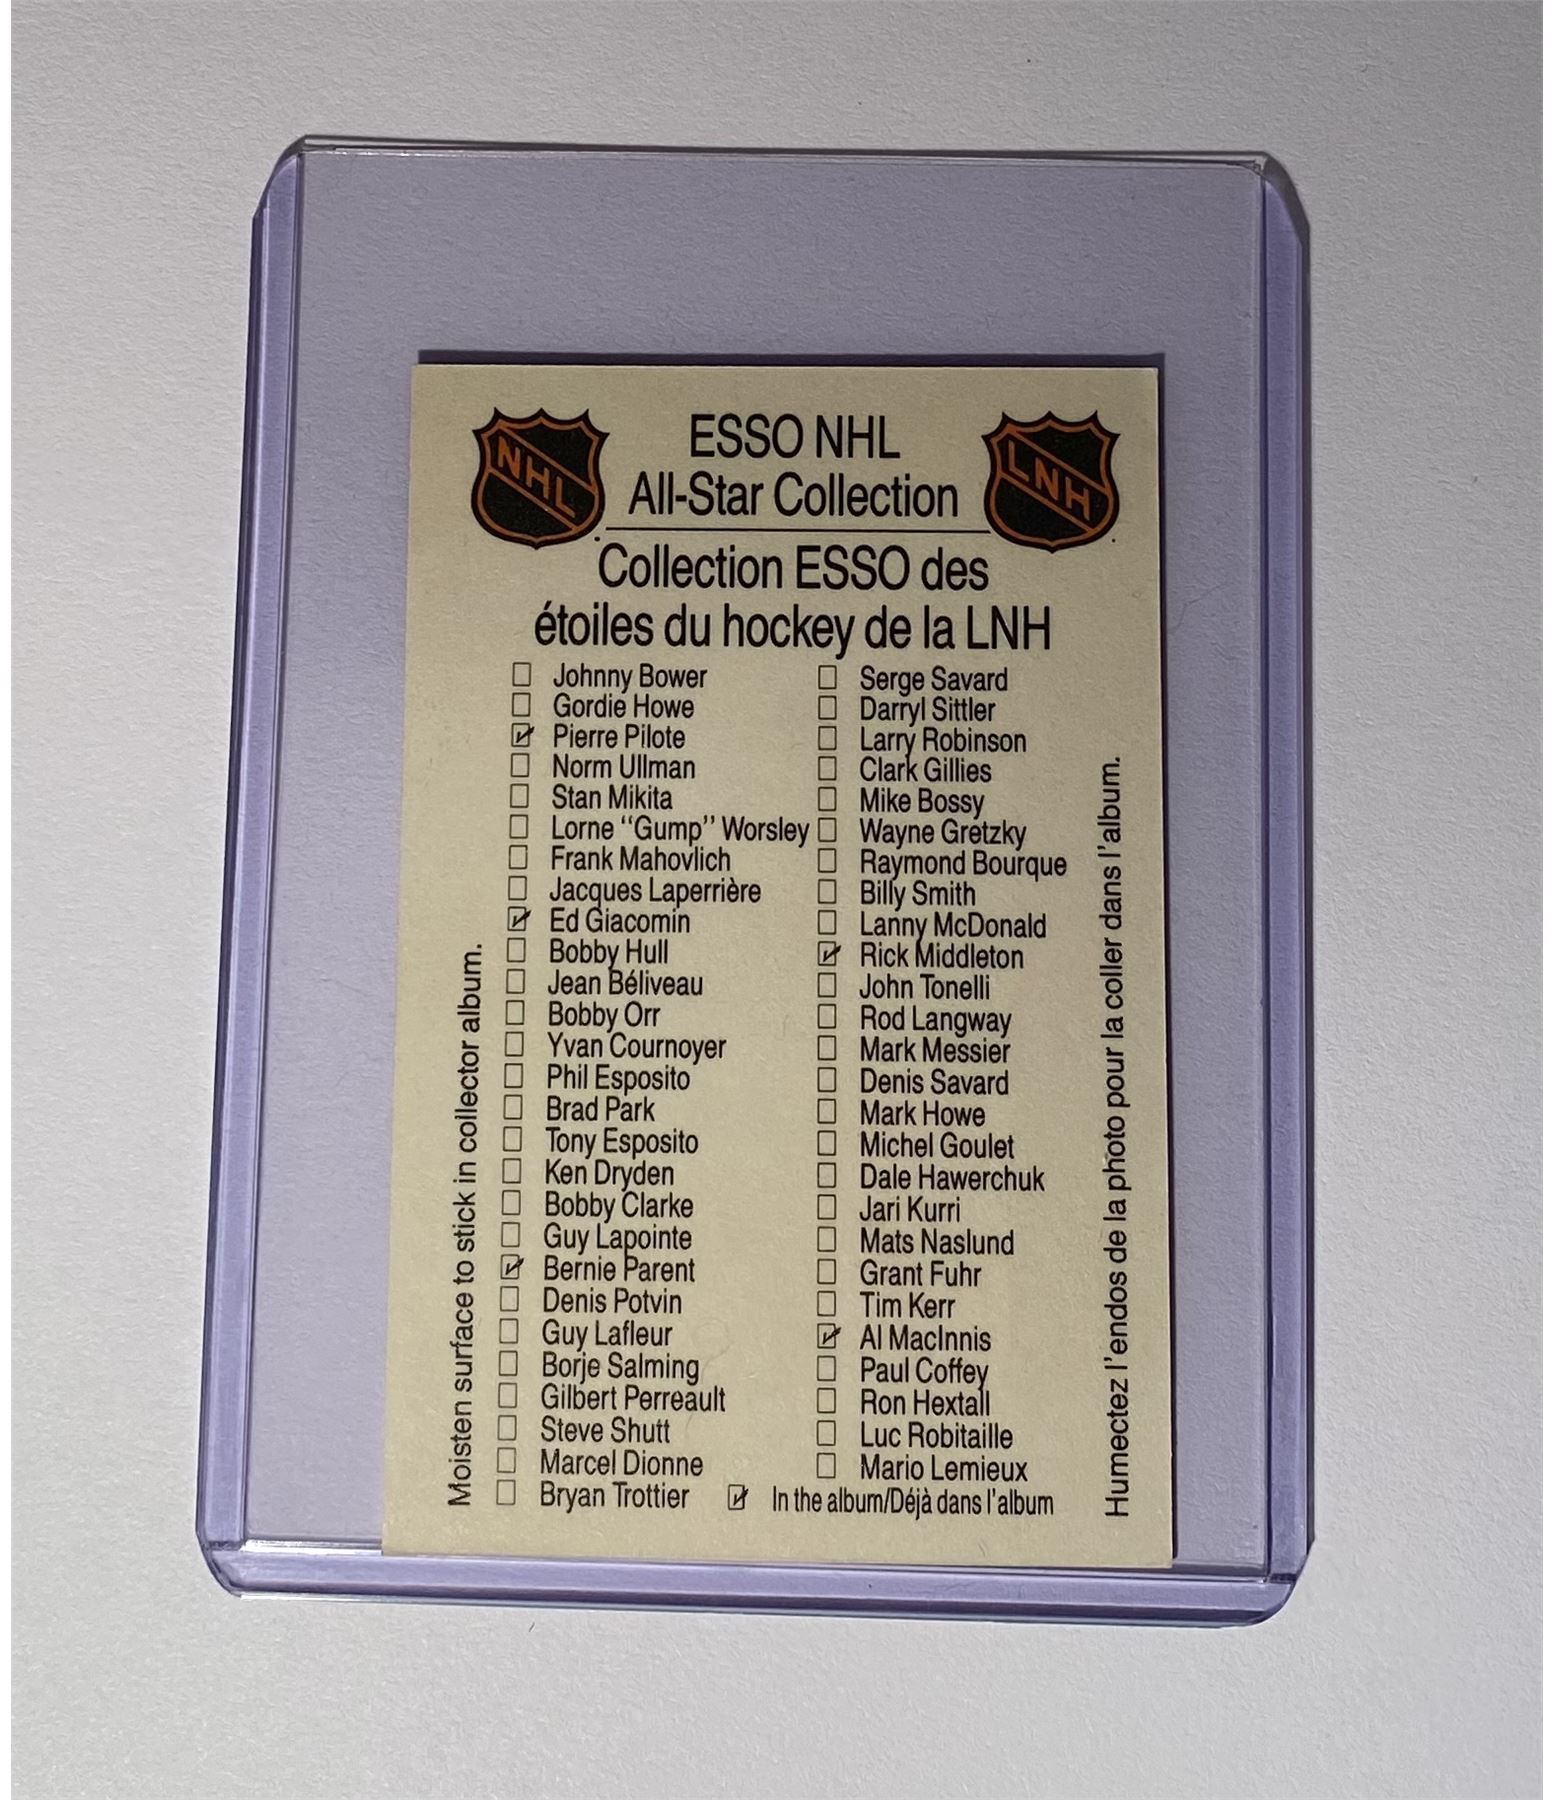 NHL
LNH
ESSO NHL
All-Star Collection
Collection ESSO des
étoiles du hockey de la LNH
☐ Johnny Bower
☐ Gordie Howe
☑ Pierre Pilote
☐ Norm Ullman
☐ Stan Mikita
☐ Lorne "Gump" Worsley
☐ Frank Mahovlich
☐ Jacques Laperrière
☑ Ed Giacomin
☐ Bobby Hull
☐ Jean Béliveau
☐ Bobby Orr
☐ Yvan Cournoyer
☐ Phil Esposito
☐ Brad Park
☐ Tony Esposito
☐ Ken Dryden
☐ Bobby Clarke
☐ Guy Lapointe
☑ Bernie Parent
☐ Denis Potvin
☐ Guy Lafleur
☐ Borje Salming
☐ Gilbert Perreault
☐ Steve Shutt
☐ Marcel Dionne
☐ Bryan Trottier
☐ Serge Savard
☐ Darryl Sittler
☐ Larry Robinson
☐ Clark Gillies
☐ Mike Bossy
☐ Wayne Gretzky
☐ Raymond Bourque
☐ Billy Smith
☐ Lanny McDonald
☑ Rick Middleton
☐ John Tonelli
☐ Rod Langway
☐ Mark Messier
☐ Denis Savard
☐ Mark Howe
☐ Michel Goulet
☐ Dale Hawerchuk
☐ Jari Kurri
☐ Mats Naslund
☐ Grant Fuhr
☐ Tim Kerr
☑ Al MacInnis
☐ Paul Coffey
☐ Ron Hextall
☐ Luc Robitaille
☐ Mario Lemieux
☑ In the album/Déjà dans l'album
Moisten surface to stick in collector album.
Humectez l'endos de la photo pour la coller dans l'album.